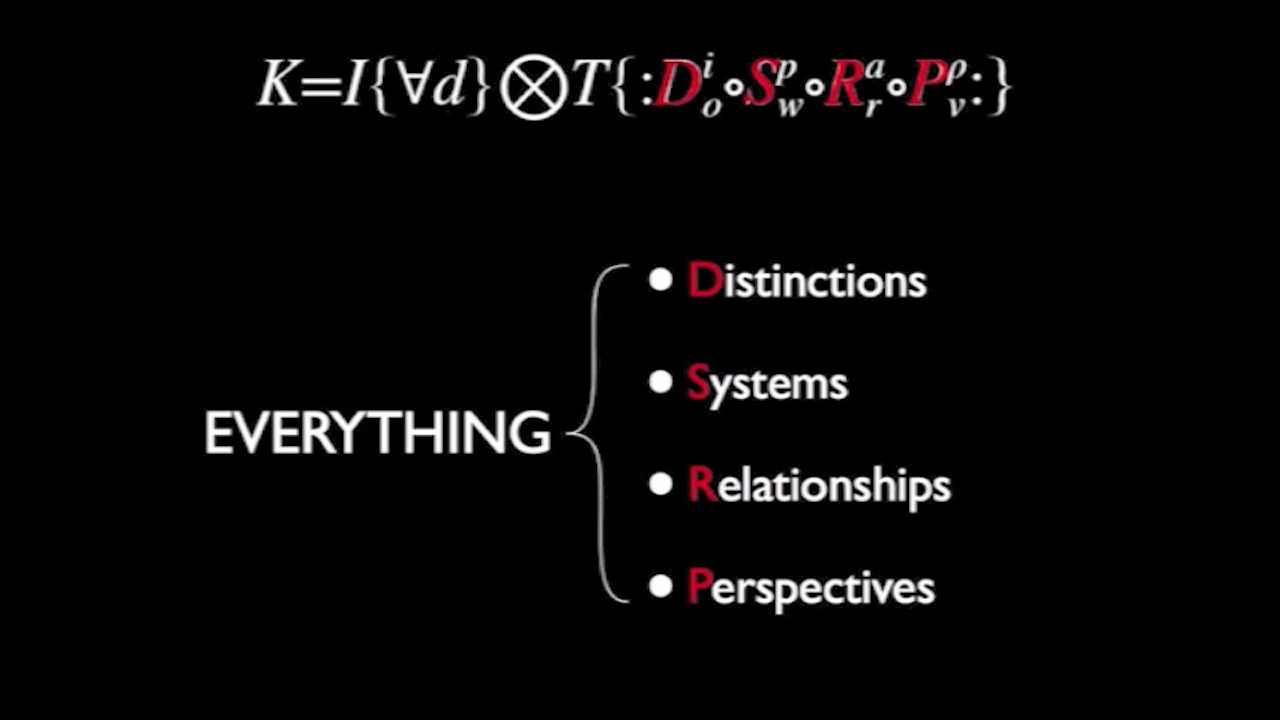 K=I{∀d}⊗T{:D^i_o∘S^p_w∘R^a_r∘P^ρ_v:}
EVERYTHING
• Distinctions
• Systems
• Relationships
• Perspectives